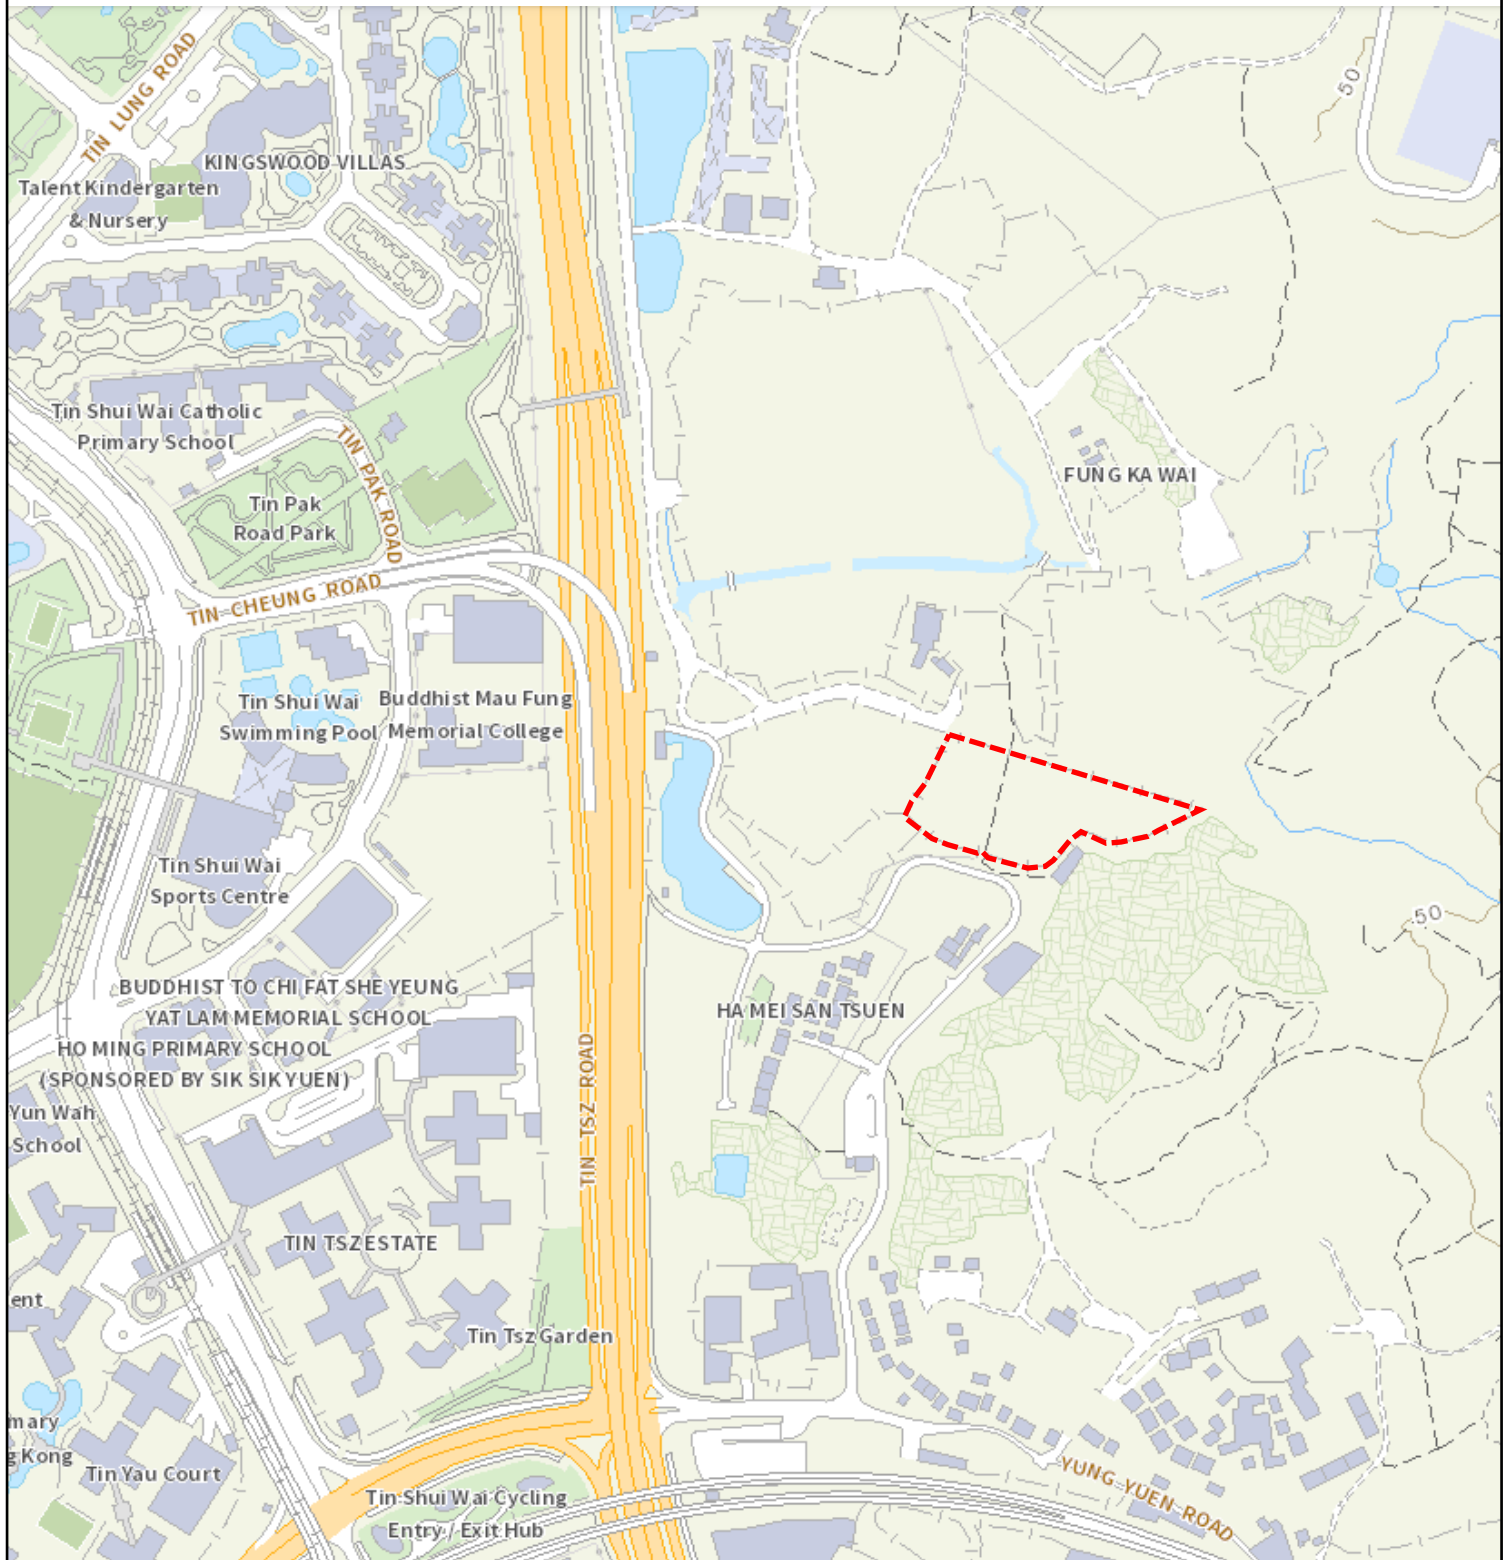 TIN LUNG ROAD
50
KINGSWOOD VILLAS
Talent Kindergarten
& Nursery
Tin Shui Wai Catholic
Primary School
TIN PAK ROAD
FUNG KA WAI
Tin Pak
Road Park
TIN CHEUNG ROAD
Tin Shui Wai
Swimming Pool
Buddhist Mau Fung
Memorial College
Tin Shui Wai
Sports Centre
50
BUDDHIST TO CHI FAT SHE YEUNG
YAT LAM MEMORIAL SCHOOL
HA MEI SAN TSUEN
HO MING PRIMARY SCHOOL
(SPONSORED BY SIK SIK YUEN)
TIN TSZ ROAD
Yun Wah
School
TIN TSZ ESTATE
ent
Tin Tsz Garden
mary
g Kong
Tin Yau Court
YUNG YUEN ROAD
Tin Shui Wai Cycling
Entry / Exit Hub